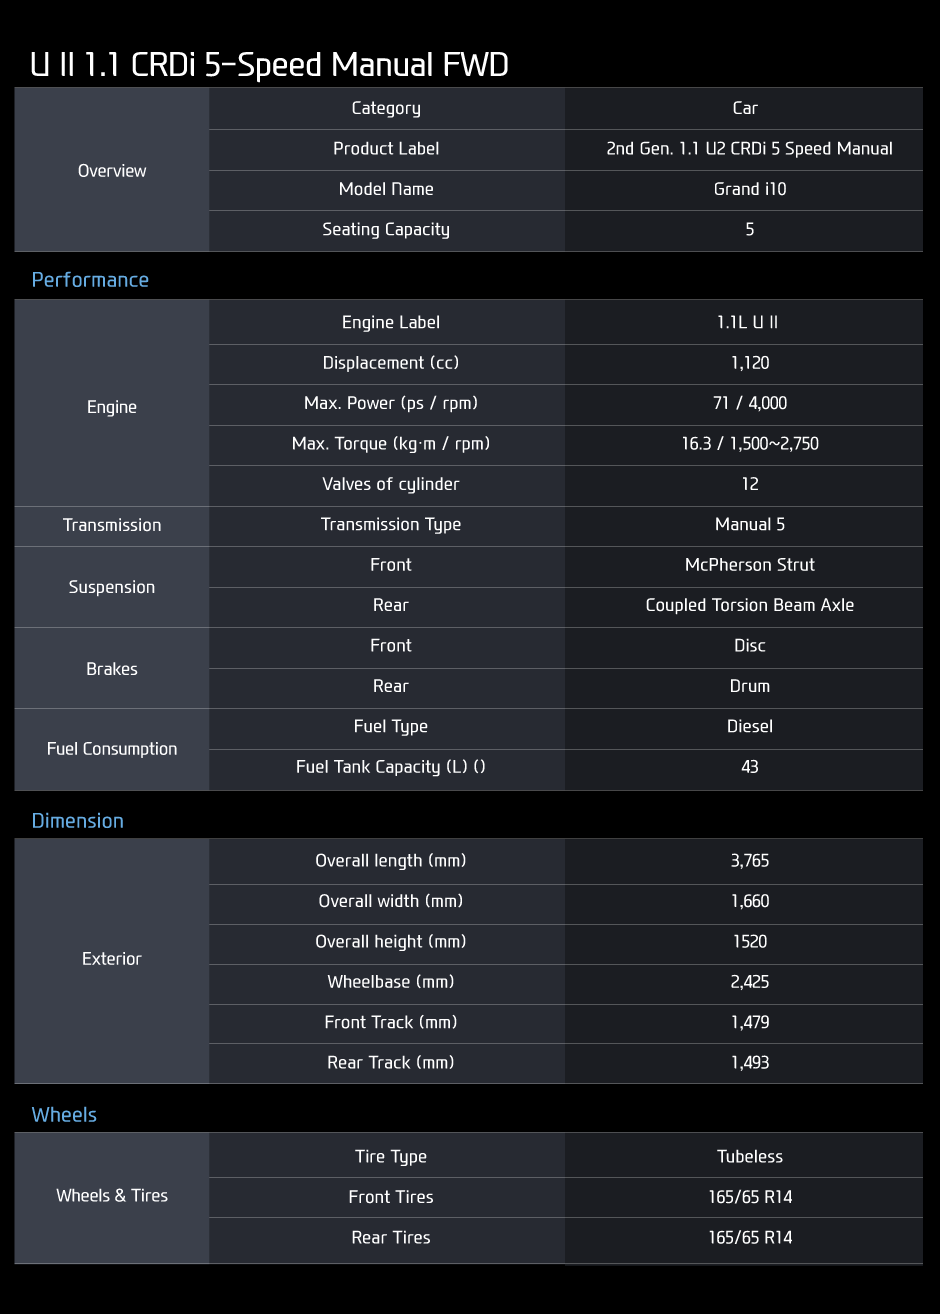 U II 1.1 CRDi 5-Speed Manual FWD
Overview
Category Car
Product Label 2nd Gen. 1.1 U2 CRDi 5 Speed Manual
Model Name Grand i10
Seating Capacity 5
Performance
Engine
Engine Label 1.1L U II
Displacement (cc) 1,120
Max. Power (ps / rpm) 71 / 4,000
Max. Torque (kg·m / rpm) 16.3 / 1,500~2,750
Valves of cylinder 12
Transmission Transmission Type Manual 5
Suspension
Front McPherson Strut
Rear Coupled Torsion Beam Axle
Brakes
Front Disc
Rear Drum
Fuel Consumption
Fuel Type Diesel
Fuel Tank Capacity (L) () 43
Dimension
Exterior
Overall length (mm) 3,765
Overall width (mm) 1,660
Overall height (mm) 1520
Wheelbase (mm) 2,425
Front Track (mm) 1,479
Rear Track (mm) 1,493
Wheels
Wheels & Tires
Tire Type Tubeless
Front Tires 165/65 R14
Rear Tires 165/65 R14